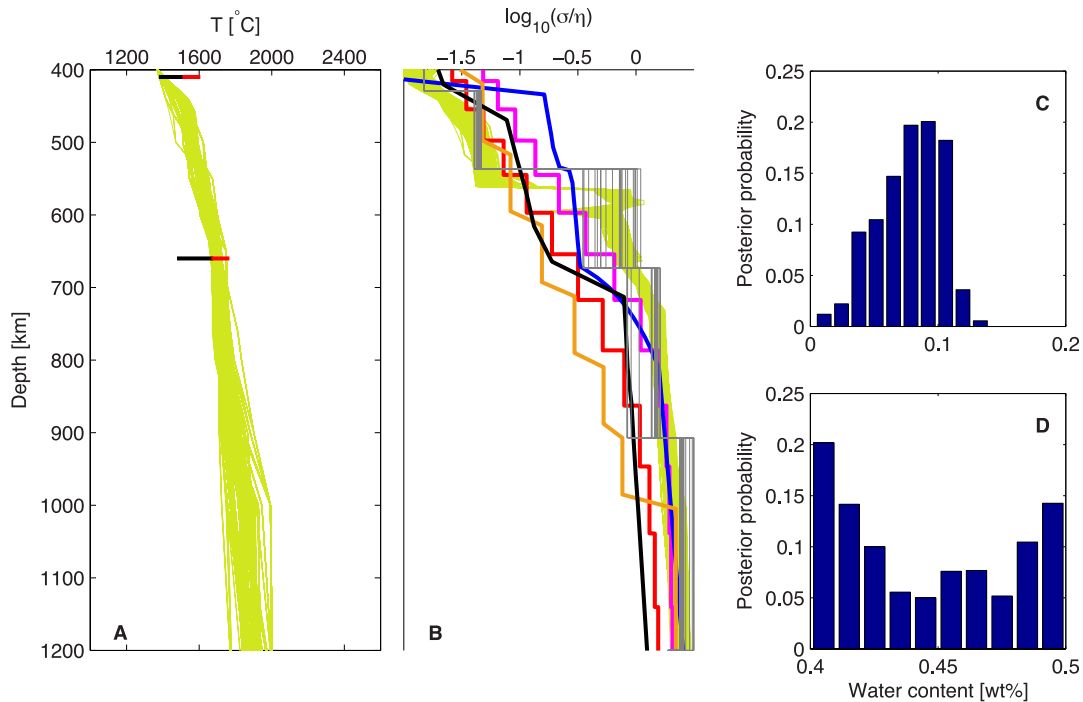 T [°C]
1200 1600 2000 2400
400
500
600
700
800
900
1000
1100
1200
Depth [km]
A
log10(σ/η)
−1.5 −1 −0.5 0
B
C
0.25
0.2
0.15
0.1
0.05
0
Posterior probability
0 0.1 0.2
D
0.25
0.2
0.15
0.1
0.05
0
Posterior probability
0.4 0.45 0.5
Water content [wt%]